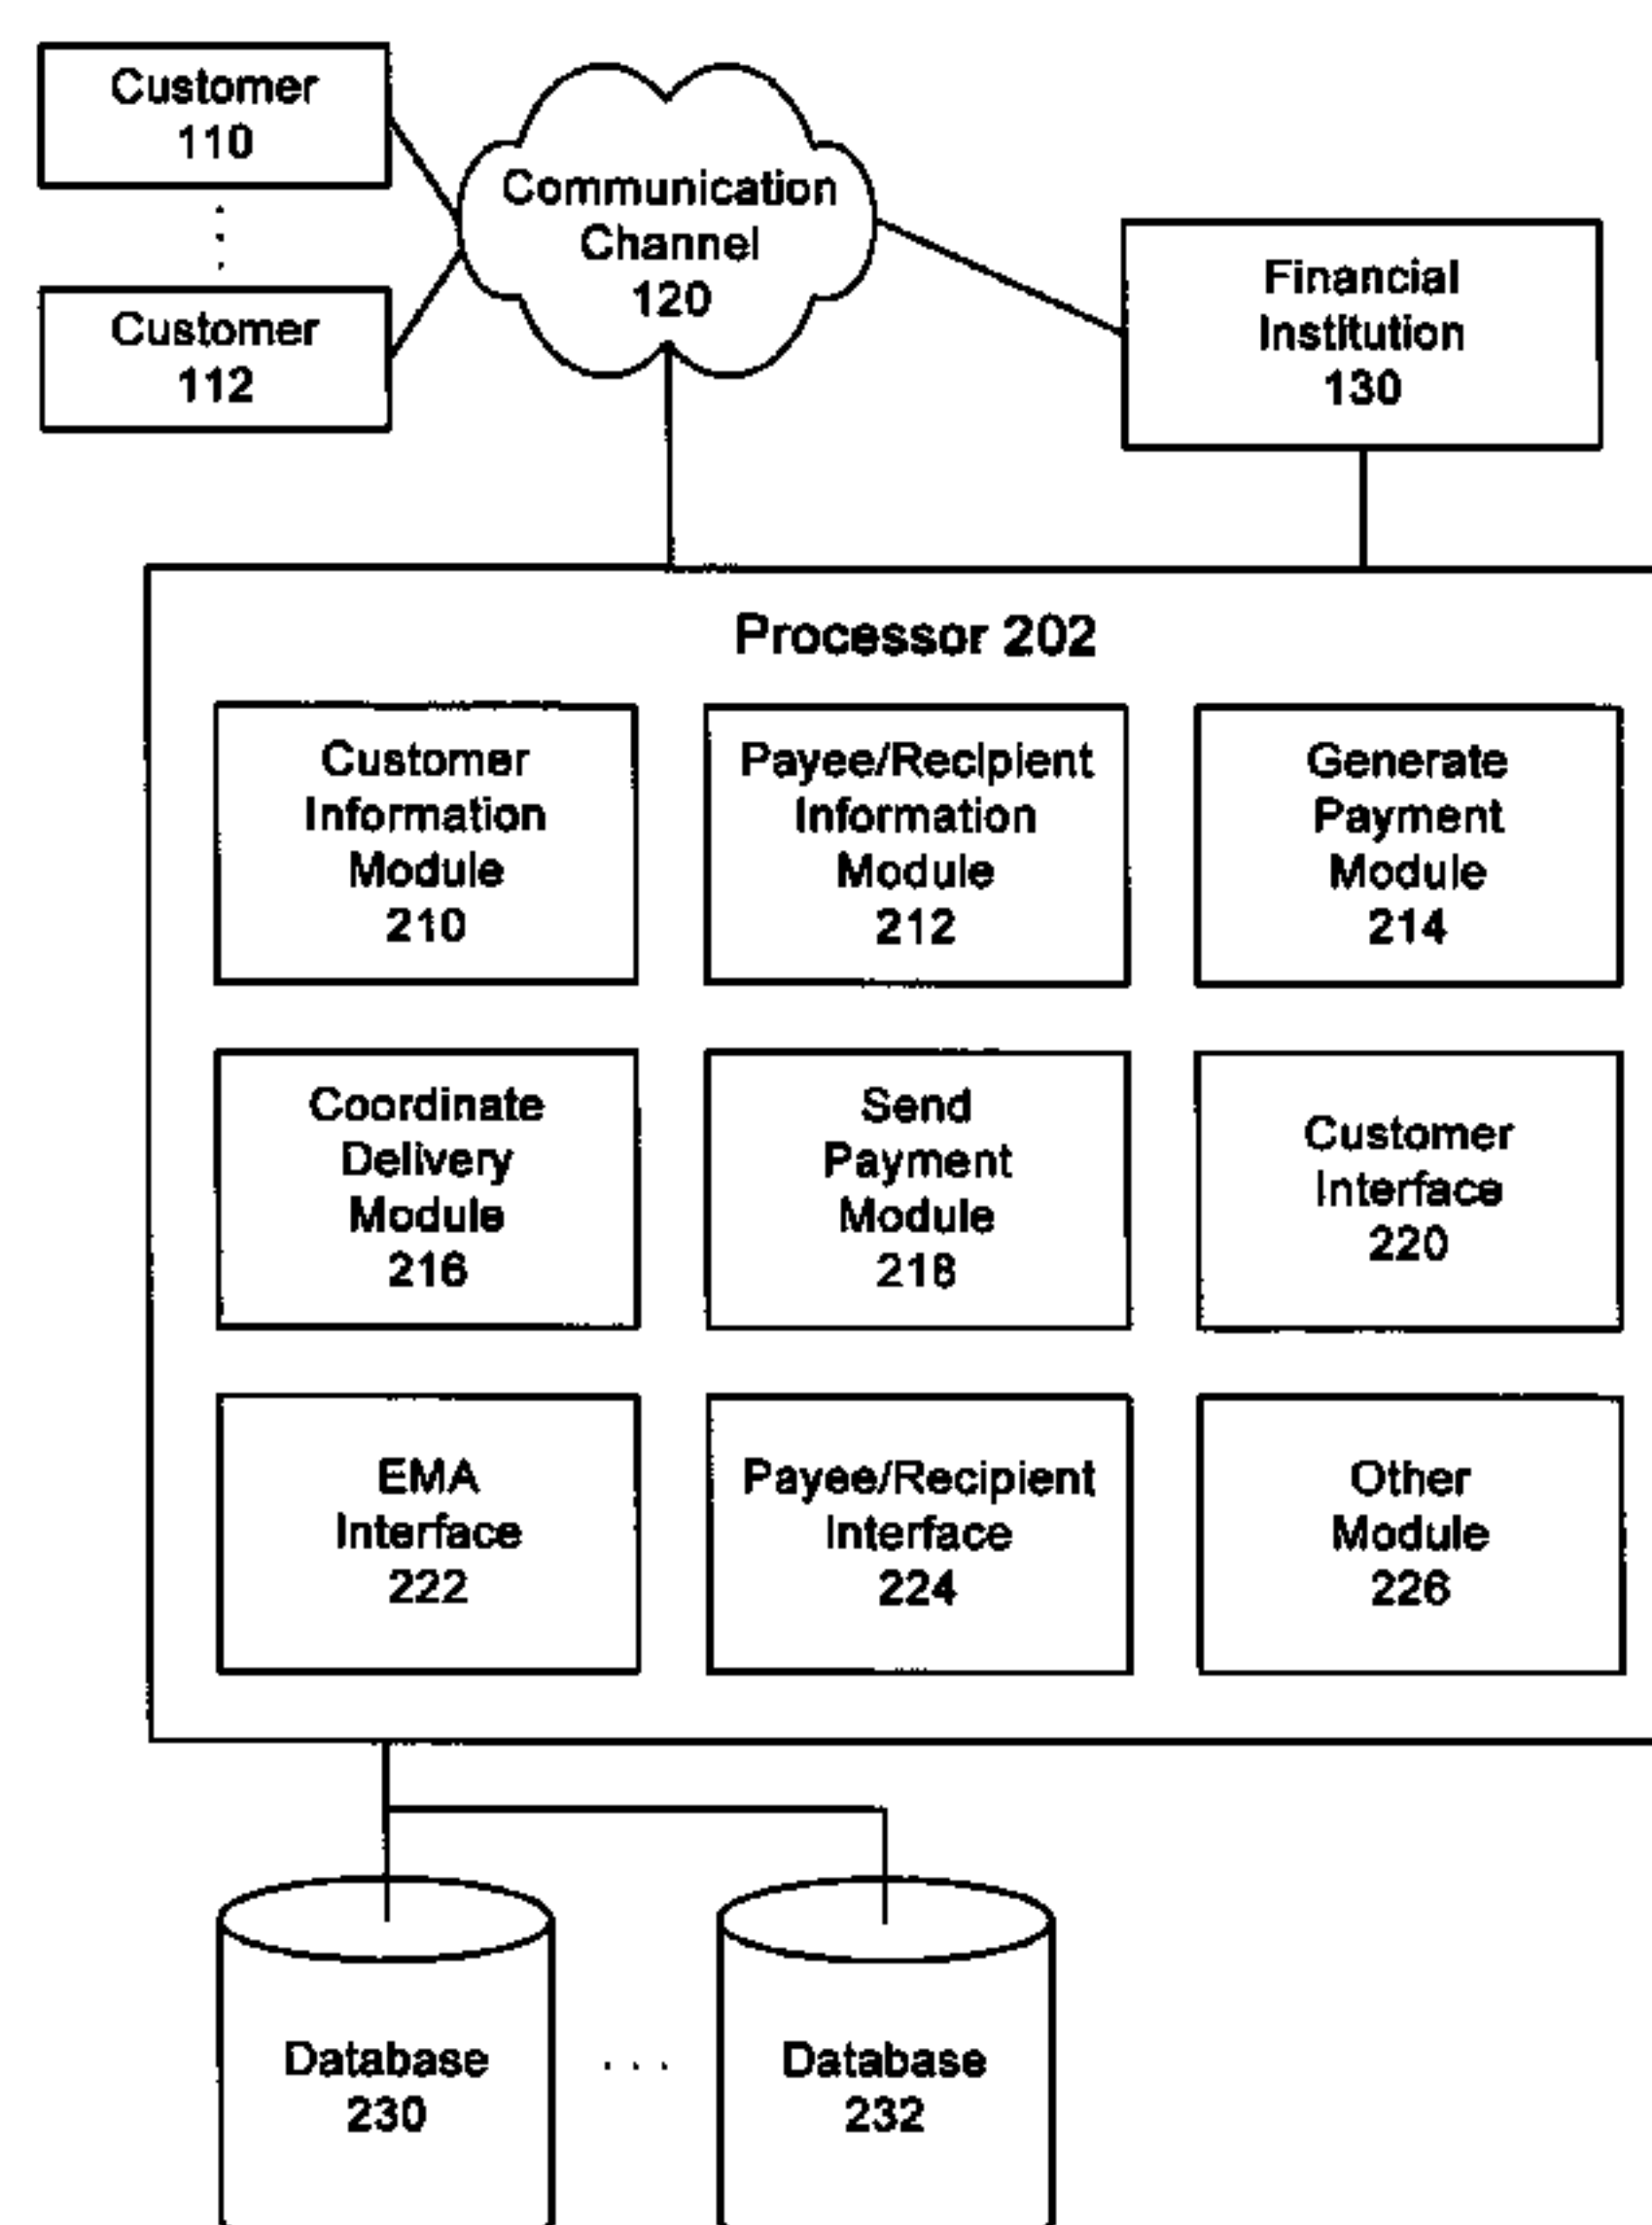 Customer
110
Customer
112
Communication
Channel
120
Financial
Institution
130
Processor 202
Customer
Information
Module
210
Payee/Recipient
Information
Module
212
Generate
Payment
Module
214
Coordinate
Delivery
Module
216
Send
Payment
Module
218
Customer
Interface
220
EMA
Interface
222
Payee/Recipient
Interface
224
Other
Module
226
Database
230
Database
232